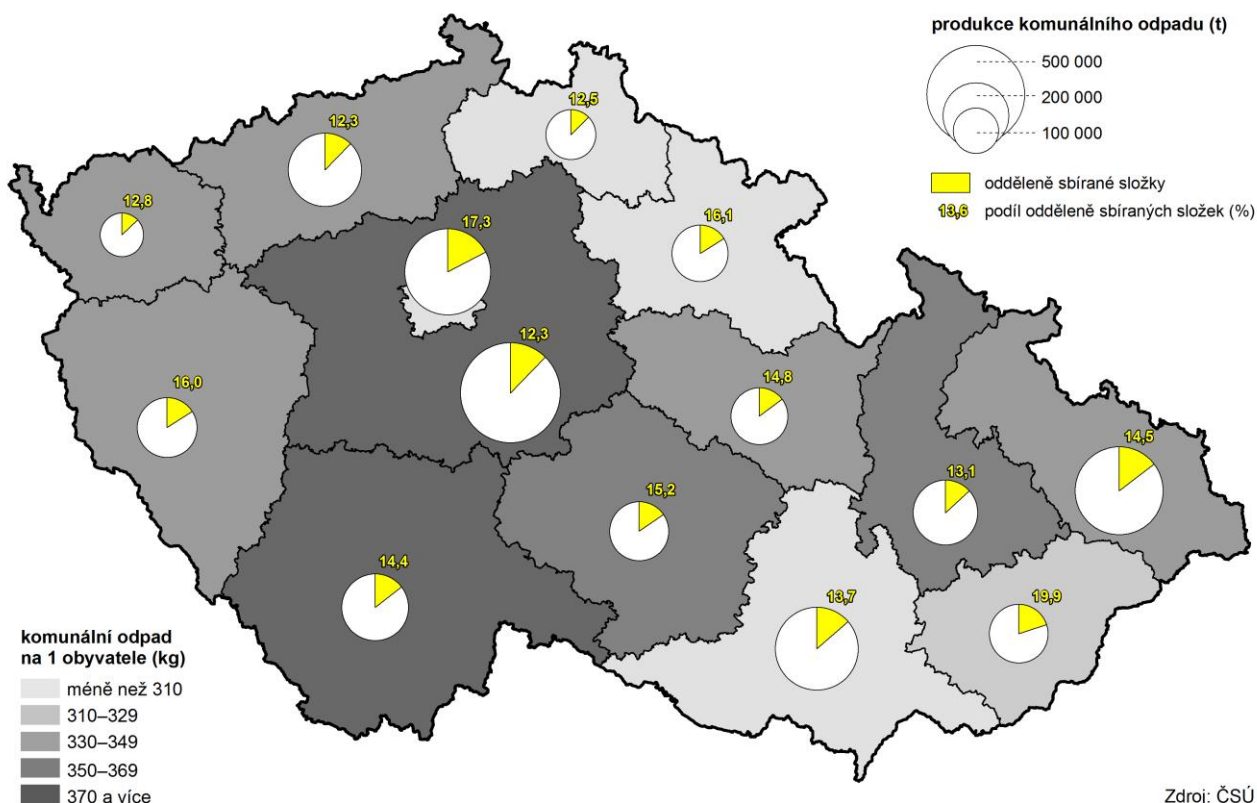 produkce komunálního odpadu (t)
500 000
200 000
100 000
odděleně sbírané složky
13,6 podíl odděleně sbíraných složek (%)
12,5
12,3
12,8
16,1
17,3
12,3
16,0
14,8
14,5
13,1
15,2
14,4
13,7
19,9
komunální odpad
na 1 obyvatele (kg)
méně než 310
310–329
330–349
350–369
370 a více
Zdroj: ČSÚ